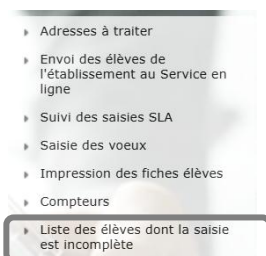 Adresses à traiter
Envoi des élèves de
l'établissement au Service en
ligne
Suivi des saisies SLA
Saisie des voeux
Impression des fiches élèves
Compteurs
Liste des élèves dont la saisie
est incomplète